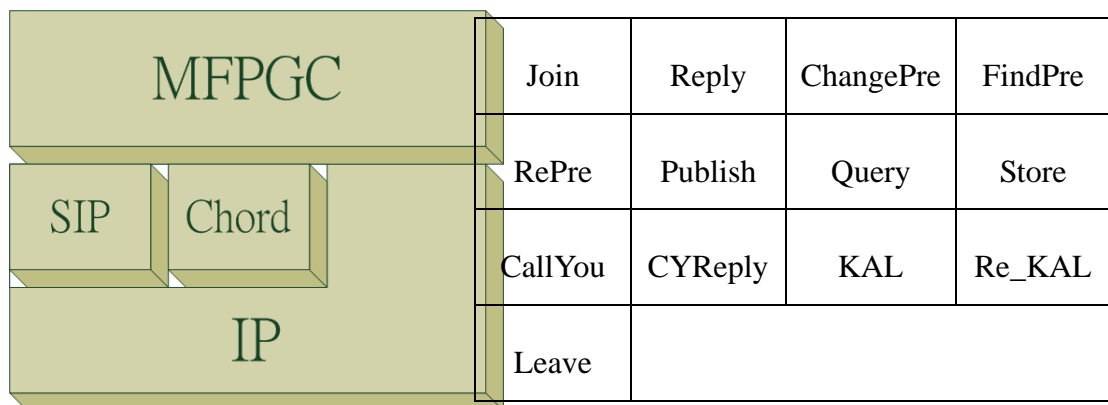 MFPGC
SIP Chord
IP
Join Reply ChangePre FindPre
RePre Publish Query Store
CallYou CYReply KAL Re_KAL
Leave